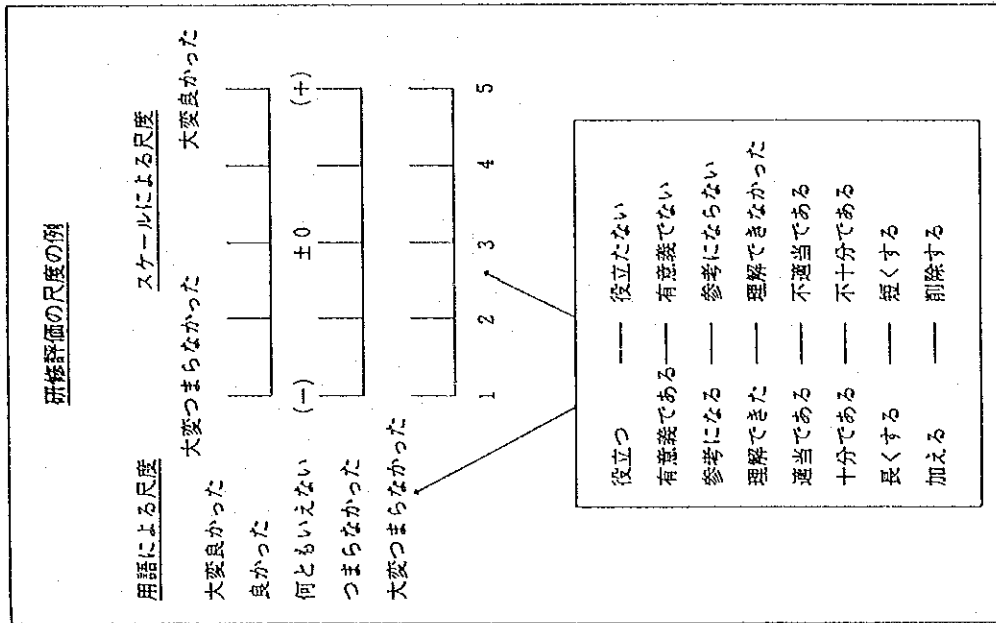 研修評価の尺度の例
用語による尺度
大変良かった
良かった
何ともいえない
つまらなかった
大変つまらなかった
スケールによる尺度
大変つまらなかった 大変良かった
(−) ±0 (+)
1 2 3 4 5
役立つ ── 役立たない
有意義である── 有意義でない
参考になる ── 参考にならない
理解できた ── 理解できなかった
適当である ── 不適当である
十分である ── 不十分である
長くする ── 短くする
加える ── 削除する